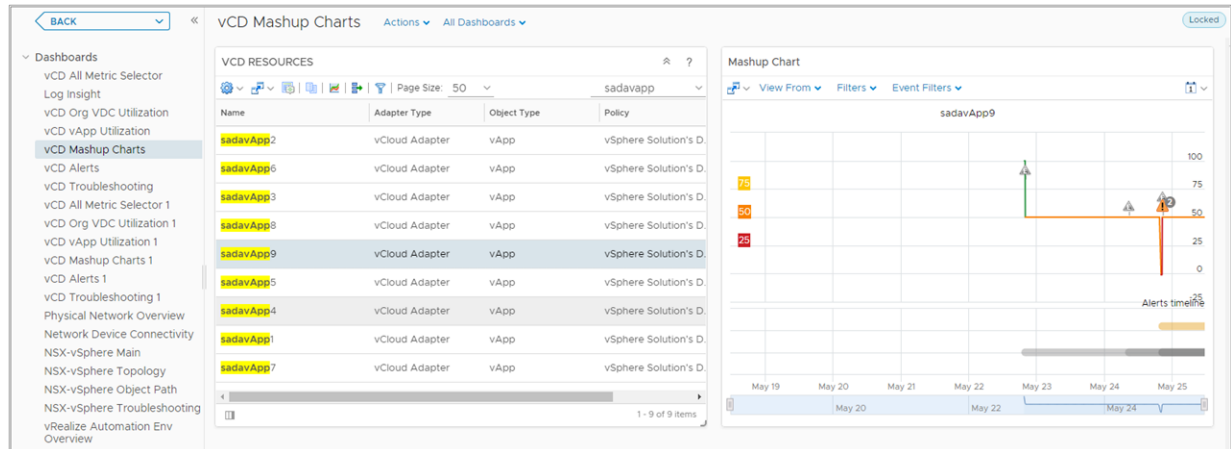 BACK
«
vCD Mashup Charts Actions All Dashboards Locked
Dashboards
vCD All Metric Selector
Log Insight
vCD Org VDC Utilization
vCD vApp Utilization
vCD Mashup Charts
vCD Alerts
vCD Troubleshooting
vCD All Metric Selector 1
vCD Org VDC Utilization 1
vCD vApp Utilization 1
vCD Mashup Charts 1
vCD Alerts 1
vCD Troubleshooting 1
Physical Network Overview
Network Device Connectivity
NSX-vSphere Main
NSX-vSphere Topology
NSX-vSphere Object Path
NSX-vSphere Troubleshooting
vRealize Automation Env
Overview
VCD RESOURCES ?
Page Size: 50 sadavapp
Name Adapter Type Object Type Policy
sadavApp2 vCloud Adapter vApp vSphere Solution's D.
sadavApp6 vCloud Adapter vApp vSphere Solution's D.
sadavApp3 vCloud Adapter vApp vSphere Solution's D.
sadavApp8 vCloud Adapter vApp vSphere Solution's D.
sadavApp9 vCloud Adapter vApp vSphere Solution's D.
sadavApp5 vCloud Adapter vApp vSphere Solution's D.
sadavApp4 vCloud Adapter vApp vSphere Solution's D.
sadavApp1 vCloud Adapter vApp vSphere Solution's D.
sadavApp7 vCloud Adapter vApp vSphere Solution's D.
1 - 9 of 9 items
Mashup Chart
View From Filters Event Filters 1
sadavApp9
100
75 75
50 2 50
25 25
0
-25
Alerts timeline
May 19 May 20 May 21 May 22 May 23 May 24 May 25
May 20 May 22 May 24